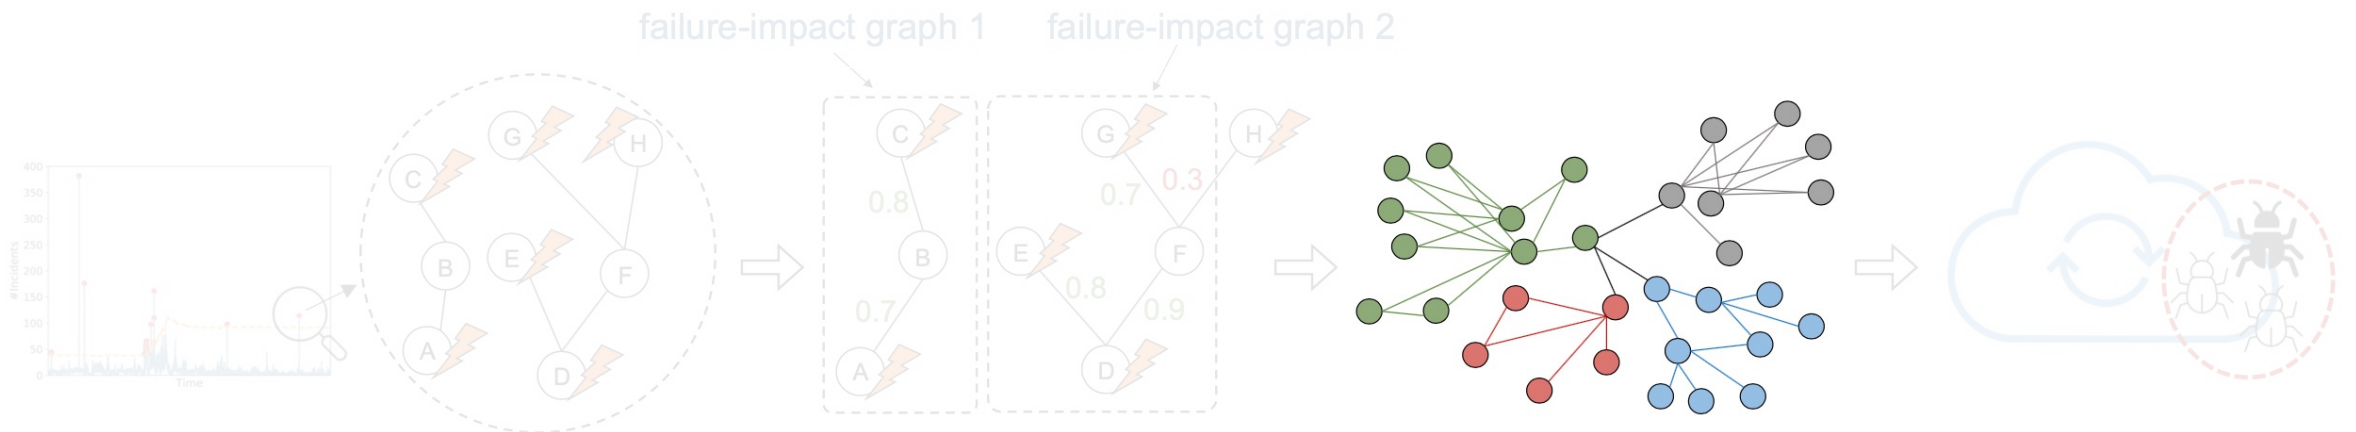 failure-impact graph 1
failure-impact graph 2
400
350
300
250
200
150
100
50
0
#Incidents
Time
C
G
H
B
E
F
A
D
C
0.8
B
0.7
A
G
H
0.7
0.3
E
F
0.8
0.9
D